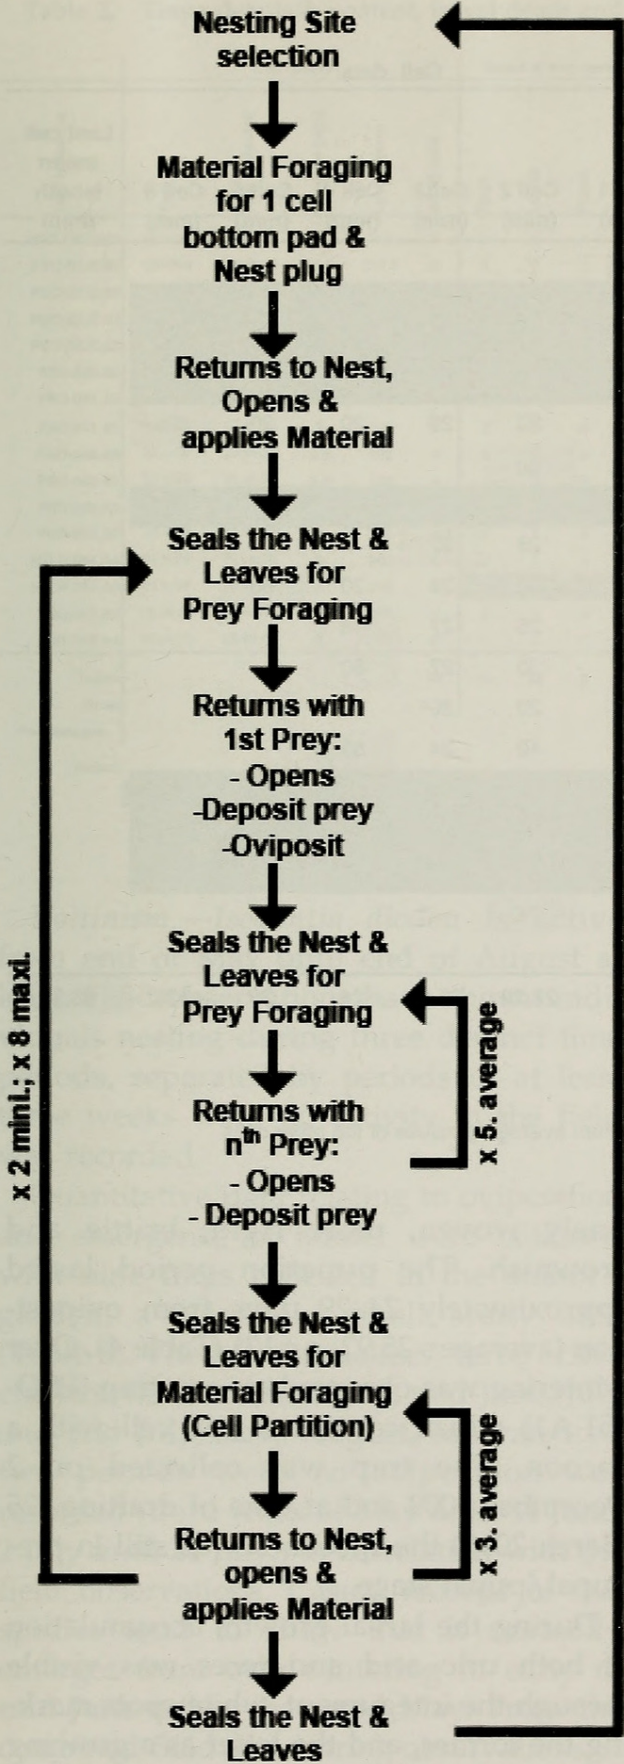 Nesting Site
selection
Material Foraging
for 1 cell
bottom pad &
Nest plug
Returns to Nest,
Opens &
applies Material
Seals the Nest &
Leaves for
Prey Foraging
Returns with
1st Prey:
- Opens
-Deposit prey
-Oviposit
Seals the Nest &
Leaves for
Prey Foraging
x 5. average
Returns with
nth Prey:
- Opens
- Deposit prey
x 2 mini.; x 8 maxi.
Seals the Nest &
Leaves for
Material Foraging
(Cell Partition)
x 3. average
Returns to Nest,
opens &
applies Material
Seals the Nest &
Leaves